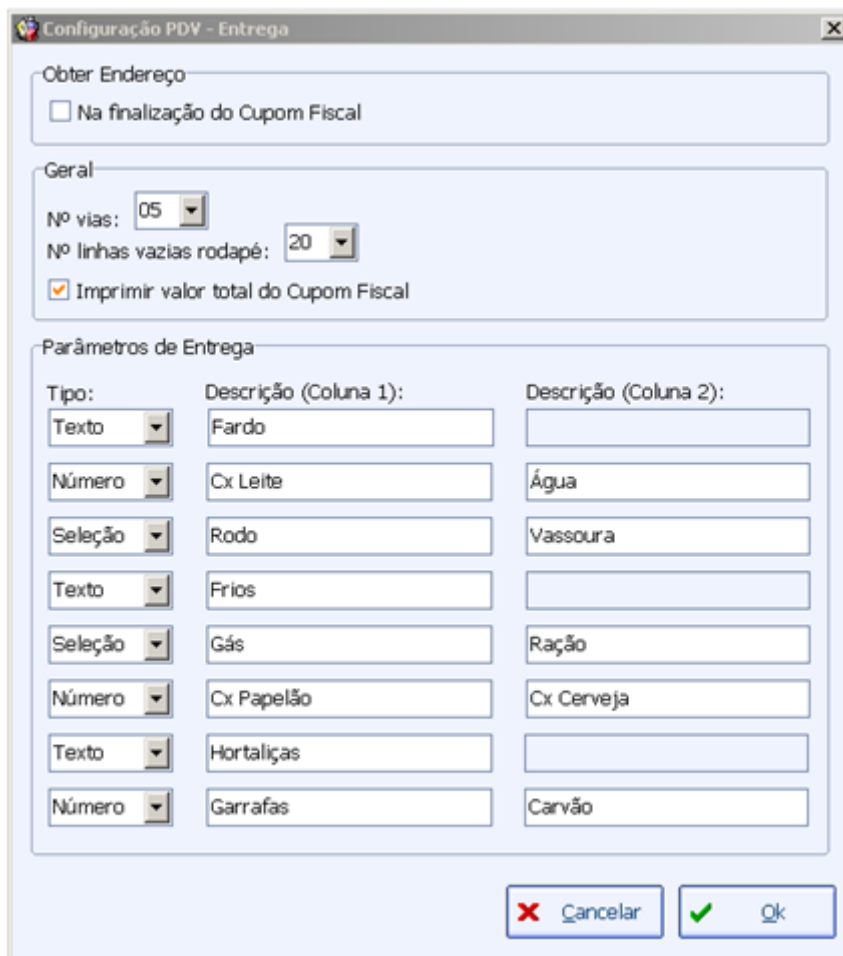 Configuração PDV - Entrega
Obter Endereço
Na finalização do Cupom Fiscal
Geral
Nº vias: 05
Nº linhas vazias rodapé: 20
Imprimir valor total do Cupom Fiscal
Parâmetros de Entrega
Tipo: Descrição (Coluna 1): Descrição (Coluna 2):
Texto Fardo
Número Cx Leite Água
Seleção Rodo Vassoura
Texto Frios
Seleção Gás Ração
Número Cx Papelão Cx Cerveja
Texto Hortaliças
Número Garrafas Carvão
Cancelar Ok